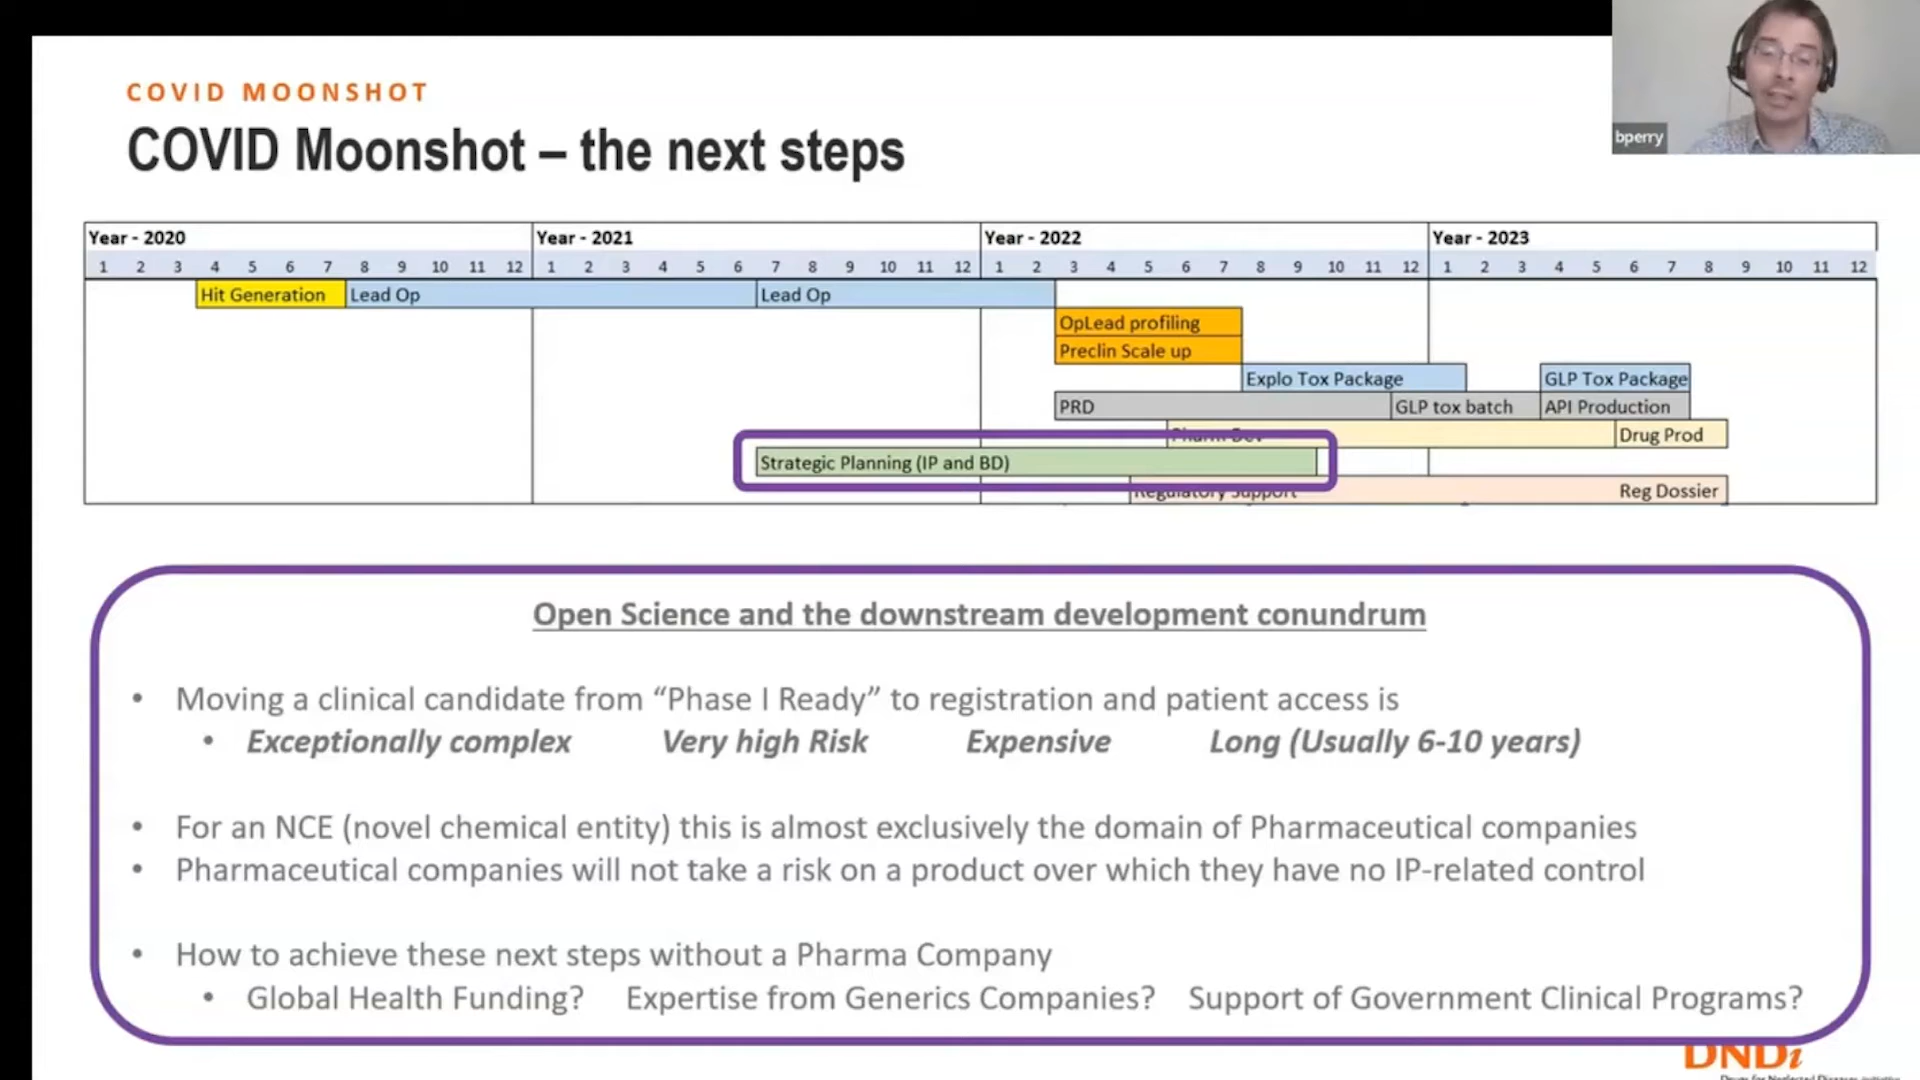 COVID MOONSHOT
COVID Moonshot – the next steps
bperry
Year - 2020 Year - 2021 Year - 2022 Year - 2023
1 2 3 4 5 6 7 8 9 10 11 12 1 2 3 4 5 6 7 8 9 10 11 12 1 2 3 4 5 6 7 8 9 10 11 12 1 2 3 4 5 6 7 8 9 10 11 12
Hit Generation Lead Op Lead Op
OpLead profiling
Preclin Scale up
Explo Tox Package GLP Tox Package
PRD GLP tox batch API Production
Pharm Dev Drug Prod
Strategic Planning (IP and BD)
Regulatory Support Reg Dossier
Open Science and the downstream development conundrum
• Moving a clinical candidate from “Phase I Ready” to registration and patient access is
• Exceptionally complex Very high Risk Expensive Long (Usually 6-10 years)
• For an NCE (novel chemical entity) this is almost exclusively the domain of Pharmaceutical companies
• Pharmaceutical companies will not take a risk on a product over which they have no IP-related control
• How to achieve these next steps without a Pharma Company
• Global Health Funding? Expertise from Generics Companies? Support of Government Clinical Programs?
DNDi